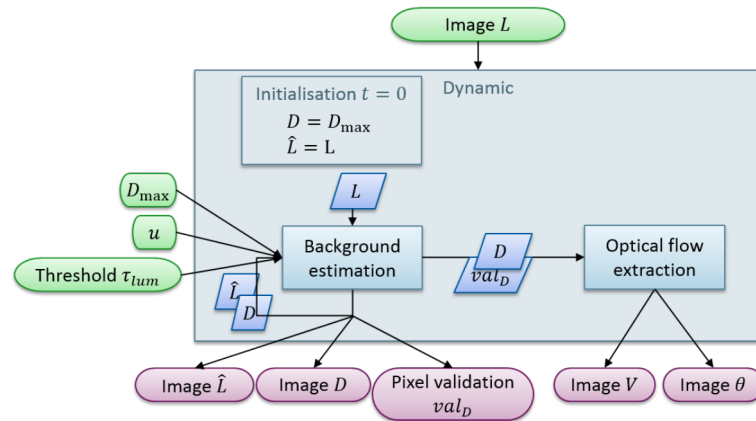 Image L
Dynamic
Initialisation t = 0
D = D_max
L̂ = L
L
D_max
u
Threshold τ_lum
Background
estimation
D
val_D
Optical flow
extraction
L̂
D
Image L̂
Image D
Pixel validation
val_D
Image V
Image θ